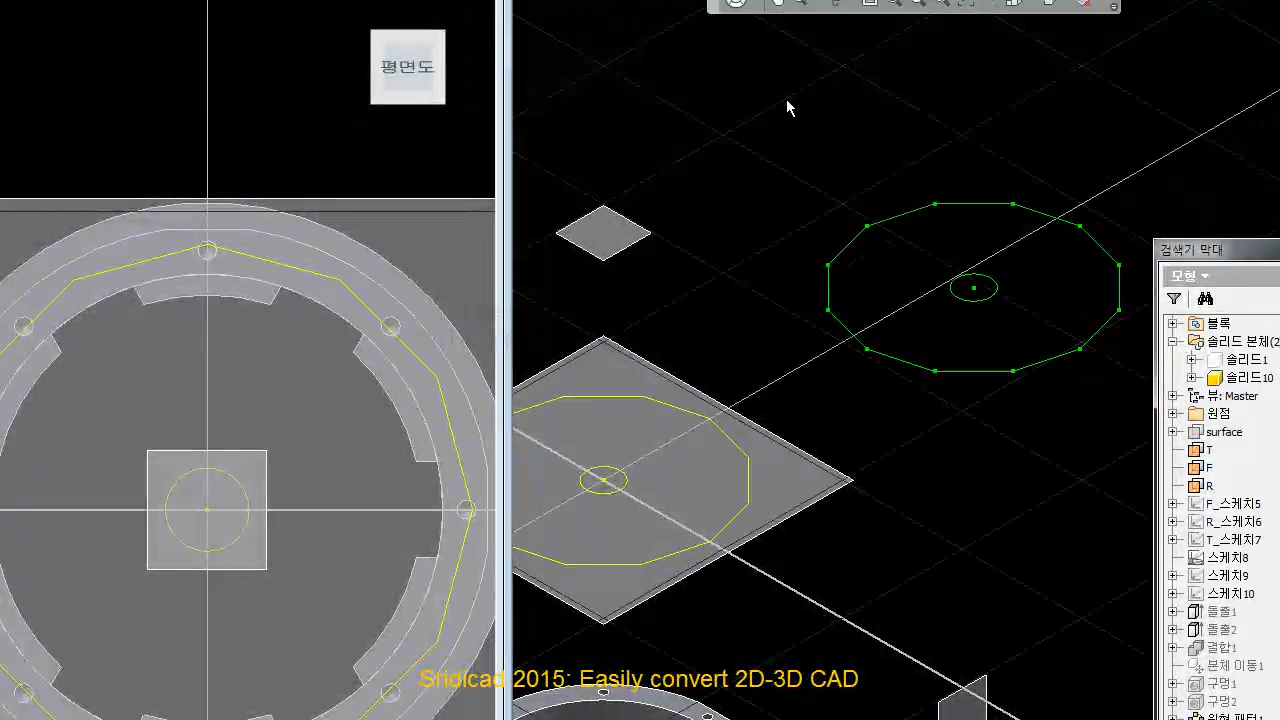 평면도
검색기 막대
모형
블록
솔리드 본체(2
솔리드1
솔리드10
뷰: Master
원점
surface
T
F
R
F_스케치5
R_스케치6
T_스케치7
스케치8
스케치9
스케치10
돌출1
돌출2
결합1
본체 이동1
구멍1
구멍2
Sridicad 2015: Easily convert 2D-3D CAD